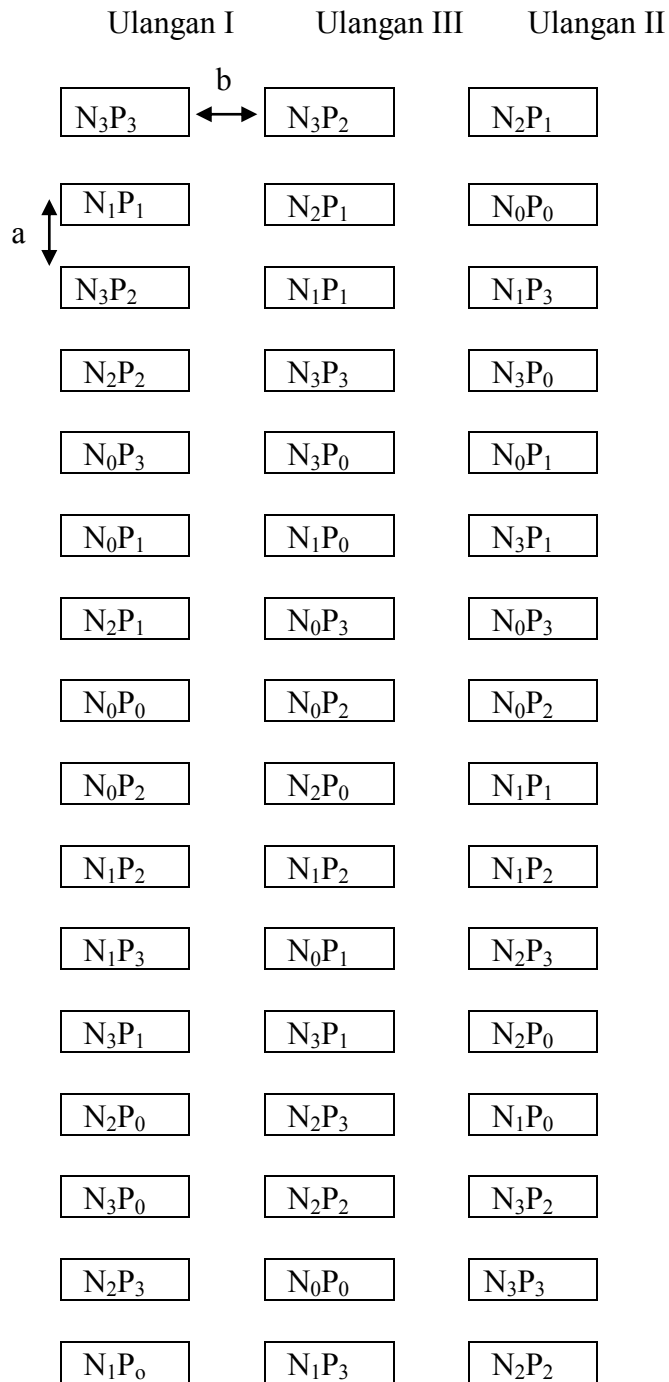 Ulangan I Ulangan III Ulangan II
b
N₃P₃ N₃P₂ N₂P₁
N₁P₁ N₂P₁ N₀P₀
a
N₃P₂ N₁P₁ N₁P₃
N₂P₂ N₃P₃ N₃P₀
N₀P₃ N₃P₀ N₀P₁
N₀P₁ N₁P₀ N₃P₁
N₂P₁ N₀P₃ N₀P₃
N₀P₀ N₀P₂ N₀P₂
N₀P₂ N₂P₀ N₁P₁
N₁P₂ N₁P₂ N₁P₂
N₁P₃ N₀P₁ N₂P₃
N₃P₁ N₃P₁ N₂P₀
N₂P₀ N₂P₃ N₁P₀
N₃P₀ N₂P₂ N₃P₂
N₂P₃ N₀P₀ N₃P₃
N₁Pₒ N₁P₃ N₂P₂